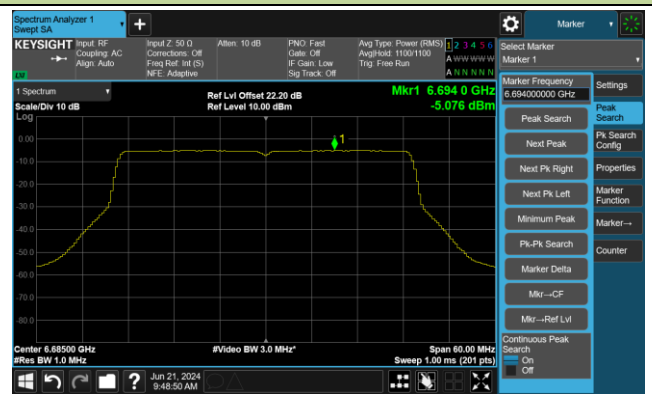 Spectrum Analyzer 1
Swept SA
Marker
KEYSIGHT
Input: RF
Coupling: AC
Align: Auto
Input Z: 50 Ω
Corrections: Off
Freq Ref: Int (S)
NFE: Adaptive
Atten: 10 dB
PNO: Fast
Gate: Off
IF Gain: Low
Sig Track: Off
Avg Type: Power (RMS)
Avg|Hold: 1100/1100
Trig: Free Run
1 2 3 4 5 6
A W W W W W
A N N N N N
LW
Select Marker
Marker 1
1 Spectrum
Scale/Div 10 dB
Log
Ref Lvl Offset 22.20 dB
Ref Level 10.00 dBm
Mkr1 6.694 0 GHz
-5.076 dBm
1
0.00
-10.0
-20.0
-30.0
-40.0
-50.0
-60.0
-70.0
-80.0
Center 6.68500 GHz
#Res BW 1.0 MHz
#Video BW 3.0 MHz*
Span 60.00 MHz
Sweep 1.00 ms (201 pts)
Marker Frequency
6.694000000 GHz
Peak Search
Next Peak
Next Pk Right
Next Pk Left
Minimum Peak
Pk-Pk Search
Marker Delta
Mkr→CF
Mkr→Ref Lvl
Continuous Peak
Search
On
Off
Settings
Peak
Search
Pk Search
Config
Properties
Marker
Function
Marker→
Counter
?
Jun 21, 2024
9:48:50 AM